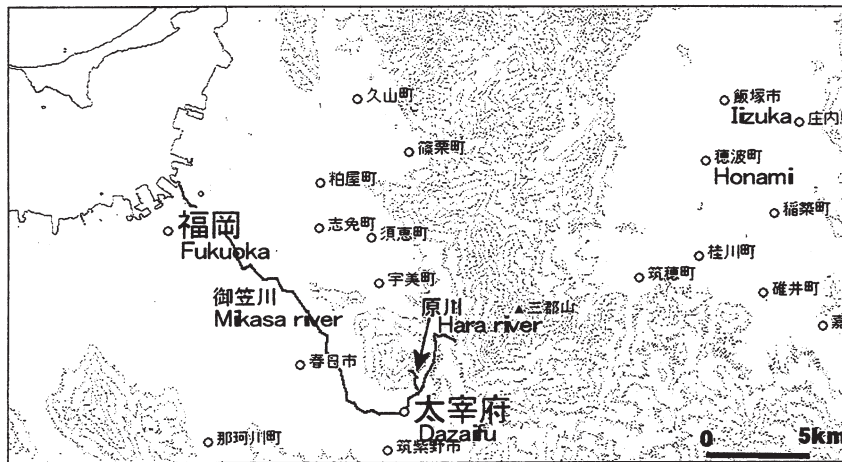 久山町
飯塚市
Iizuka
庄内
篠栗町
穂波町
Honami
粕屋町
稲築町
福岡
Fukuoka
志免町
須恵町
桂川町
筑穂町
宇美町
碓井町
御笠川
Mikasa river
原川
Hara river
三郡山
春日市
太宰府
Dazaifu
那珂川町
筑紫野市
0
5km